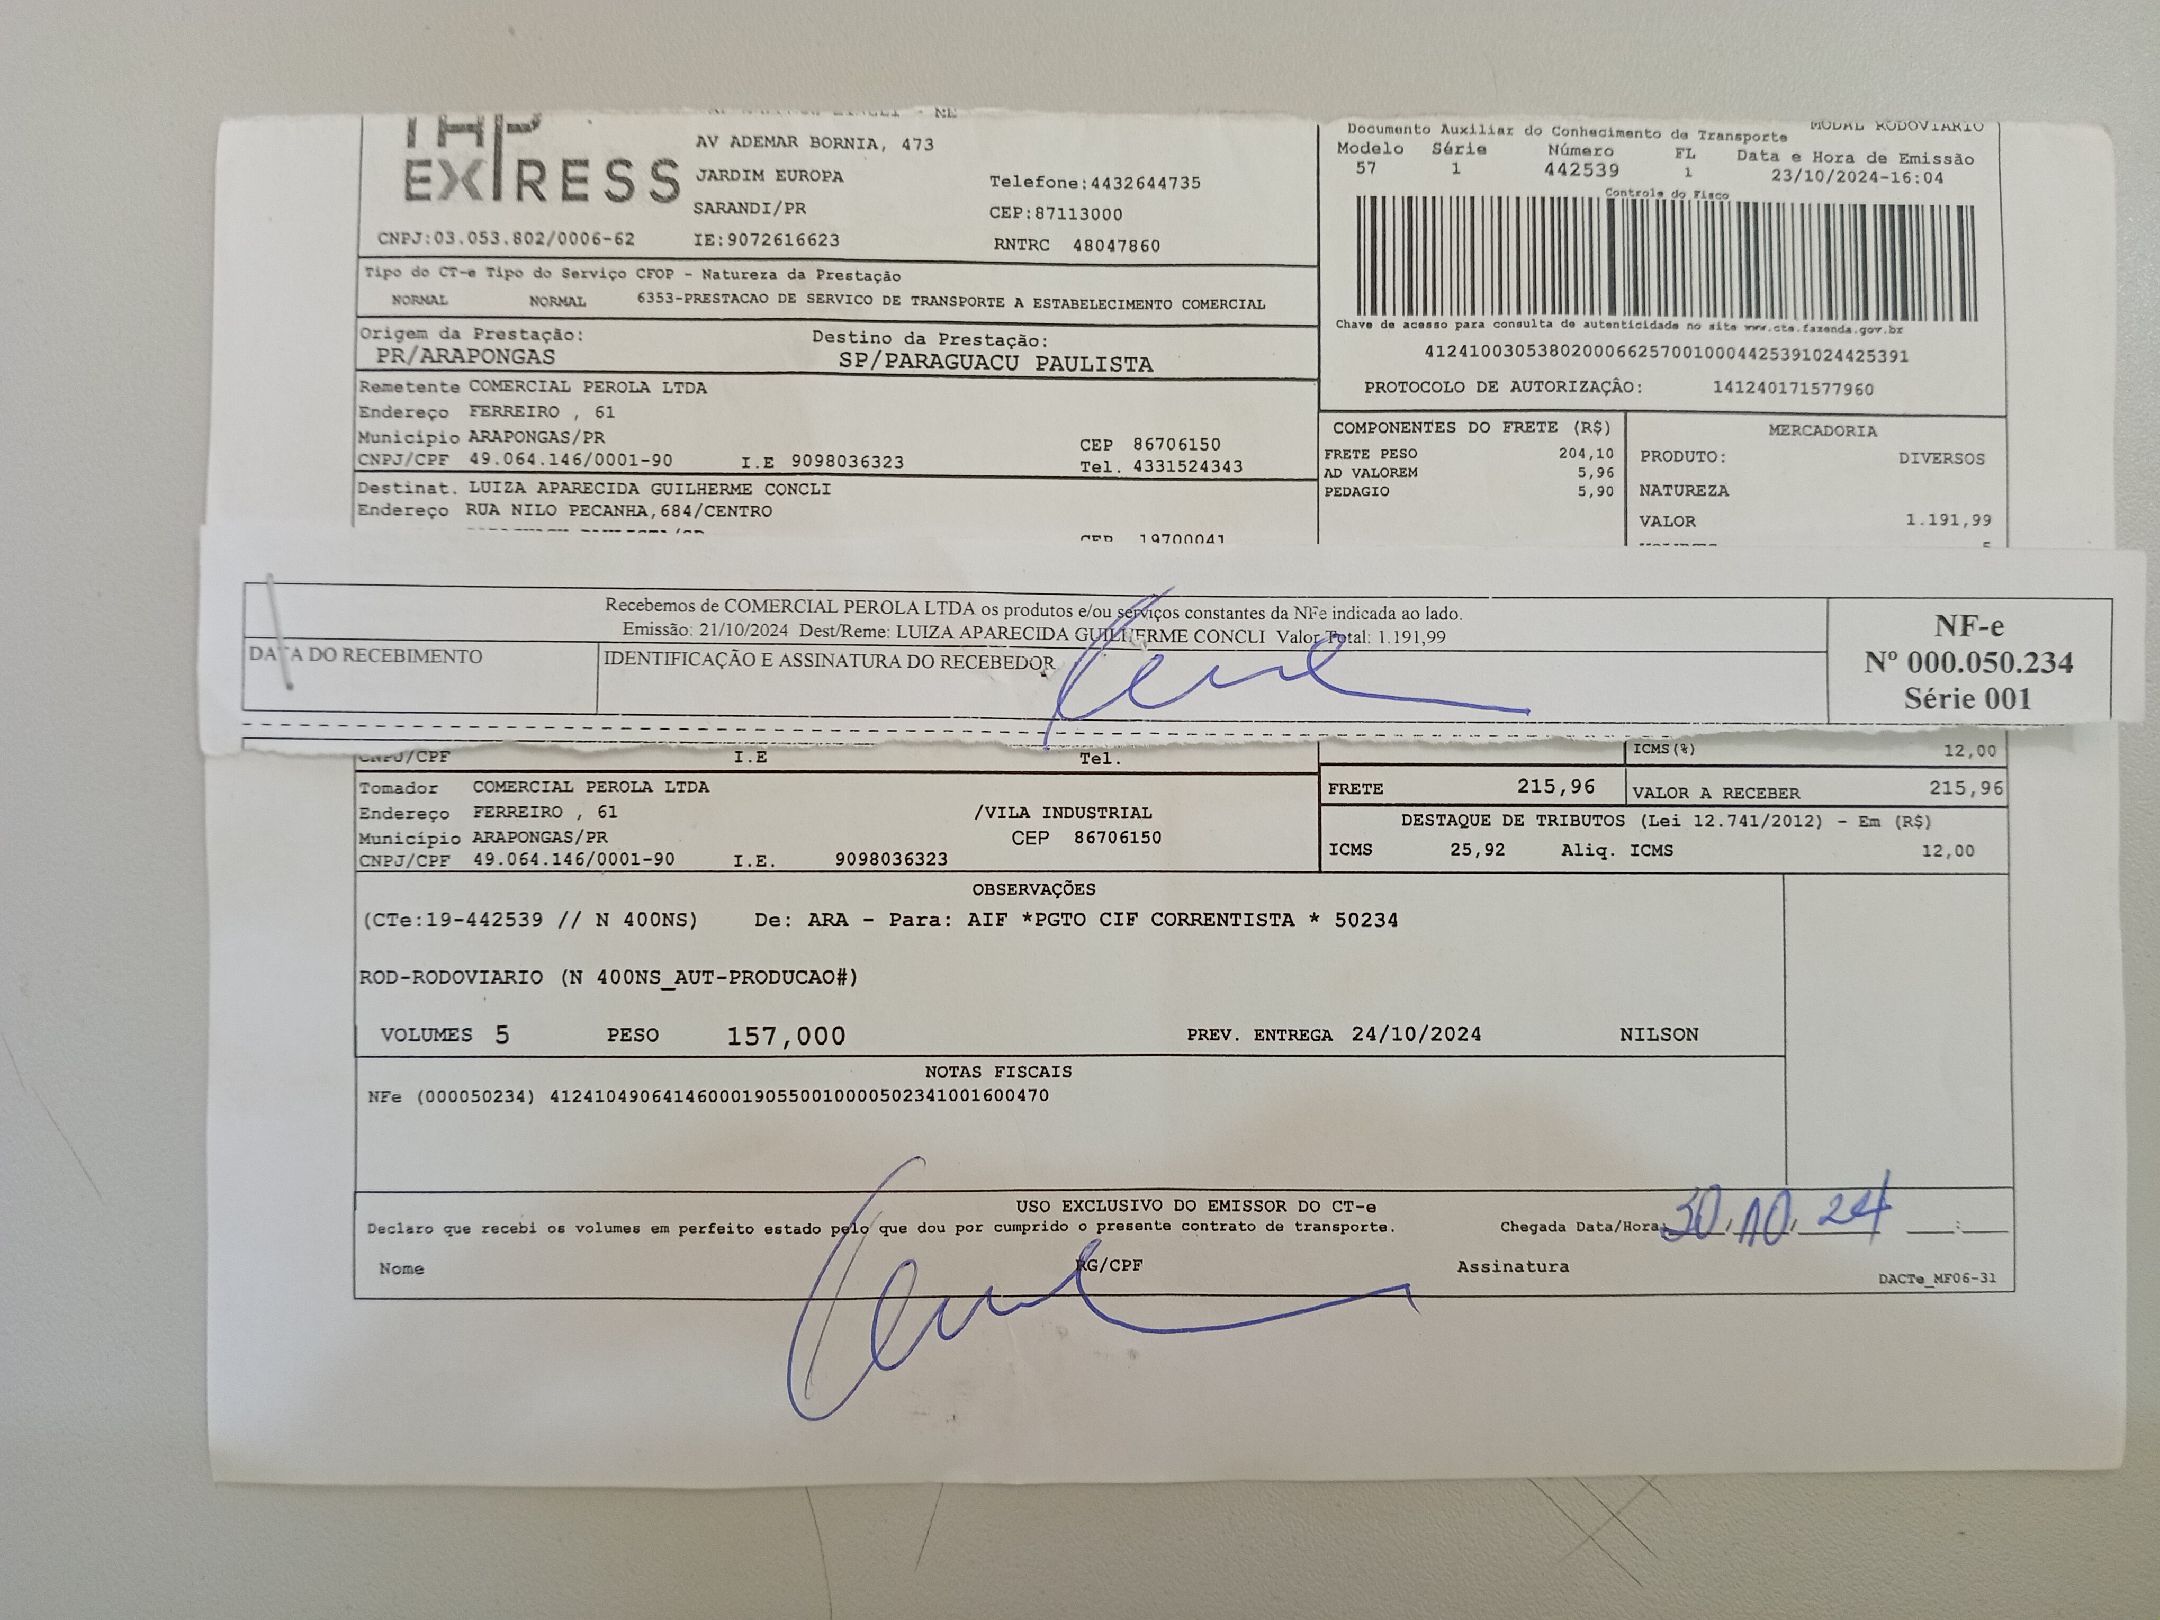 EXPRESS
AV ADEMAR BORNIA, 473
JARDIM EUROPA
Telefone:4432644735
SARANDI/PR
CEP:87113000
CNPJ:03.053.802/0006-62
IE:9072616623
RNTRC 48047860
MODAL RODOVIARIO
Documento Auxiliar do Conhecimento de Transporte
Modelo Série Número FL Data e Hora de Emissão
57 1 442539 1 23/10/2024-16:04
Controle do Fisco
Chave de acesso para consulta de autenticidade no site www.cte.fazenda.gov.br
41241003053802000662570010004425391024425391
PROTOCOLO DE AUTORIZAÇÃO: 141240171577960
Tipo do CT-e Tipo do Serviço CFOP - Natureza da Prestação
NORMAL NORMAL 6353-PRESTACAO DE SERVICO DE TRANSPORTE A ESTABELECIMENTO COMERCIAL
Origem da Prestação: Destino da Prestação:
PR/ARAPONGAS SP/PARAGUACU PAULISTA
Remetente COMERCIAL PEROLA LTDA
Endereço FERREIRO , 61
Município ARAPONGAS/PR CEP 86706150
CNPJ/CPF 49.064.146/0001-90 I.E 9098036323 Tel. 4331524343
Destinat. LUIZA APARECIDA GUILHERME CONCLI
Endereço RUA NILO PECANHA,684/CENTRO
CEP 19700041
COMPONENTES DO FRETE (R$)
FRETE PESO 204,10
AD VALOREM 5,96
PEDAGIO 5,90
MERCADORIA
PRODUTO: DIVERSOS
NATUREZA
VALOR 1.191,99
Recebemos de COMERCIAL PEROLA LTDA os produtos e/ou serviços constantes da NFe indicada ao lado.
Emissão: 21/10/2024 Dest/Reme: LUIZA APARECIDA GUILHERME CONCLI Valor Total: 1.191,99
DATA DO RECEBIMENTO
IDENTIFICAÇÃO E ASSINATURA DO RECEBEDOR
NF-e
Nº 000.050.234
Série 001
CNPJ/CPF I.E Tel.
ICMS(%) 12,00
Tomador COMERCIAL PEROLA LTDA
Endereço FERREIRO , 61 /VILA INDUSTRIAL
Município ARAPONGAS/PR CEP 86706150
CNPJ/CPF 49.064.146/0001-90 I.E. 9098036323
FRETE 215,96 VALOR A RECEBER 215,96
DESTAQUE DE TRIBUTOS (Lei 12.741/2012) - Em (R$)
ICMS 25,92 Aliq. ICMS 12,00
OBSERVAÇÕES
(CTe:19-442539 // N 400NS) De: ARA - Para: AIF *PGTO CIF CORRENTISTA * 50234
ROD-RODOVIARIO (N 400NS_AUT-PRODUCAO#)
VOLUMES 5 PESO 157,000 PREV. ENTREGA 24/10/2024 NILSON
NOTAS FISCAIS
NFe (000050234) 41241049064146000190550010000502341001600470
USO EXCLUSIVO DO EMISSOR DO CT-e
Declaro que recebi os volumes em perfeito estado pelo que dou por cumprido o presente contrato de transporte. Chegada Data/Hora: 30.10.24
Nome RG/CPF Assinatura
DACTe_MF06-31